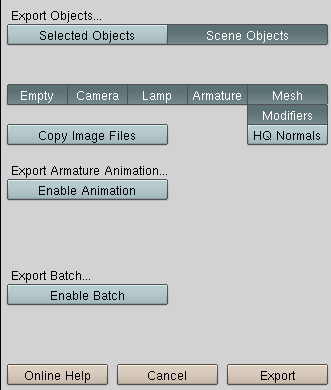 Export Objects...
Selected Objects Scene Objects
Empty Camera Lamp Armature Mesh
Modifiers
Copy Image Files HQ Normals
Export Armature Animation...
Enable Animation
Export Batch...
Enable Batch
Online Help Cancel Export